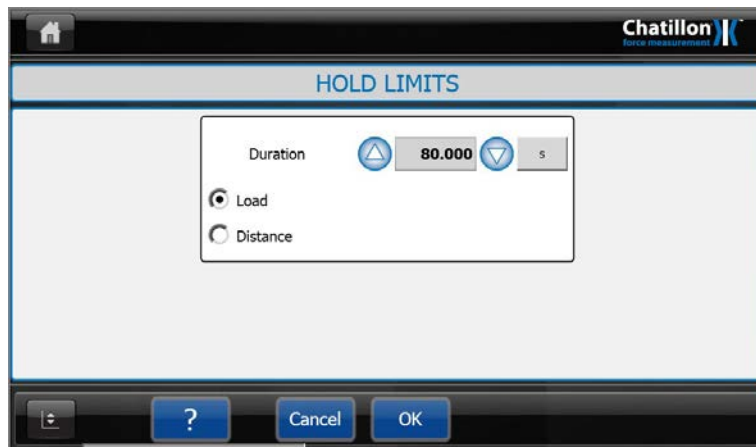 Chatillon
force measurement
HOLD LIMITS
Duration 80.000 s
Load
Distance
? Cancel OK